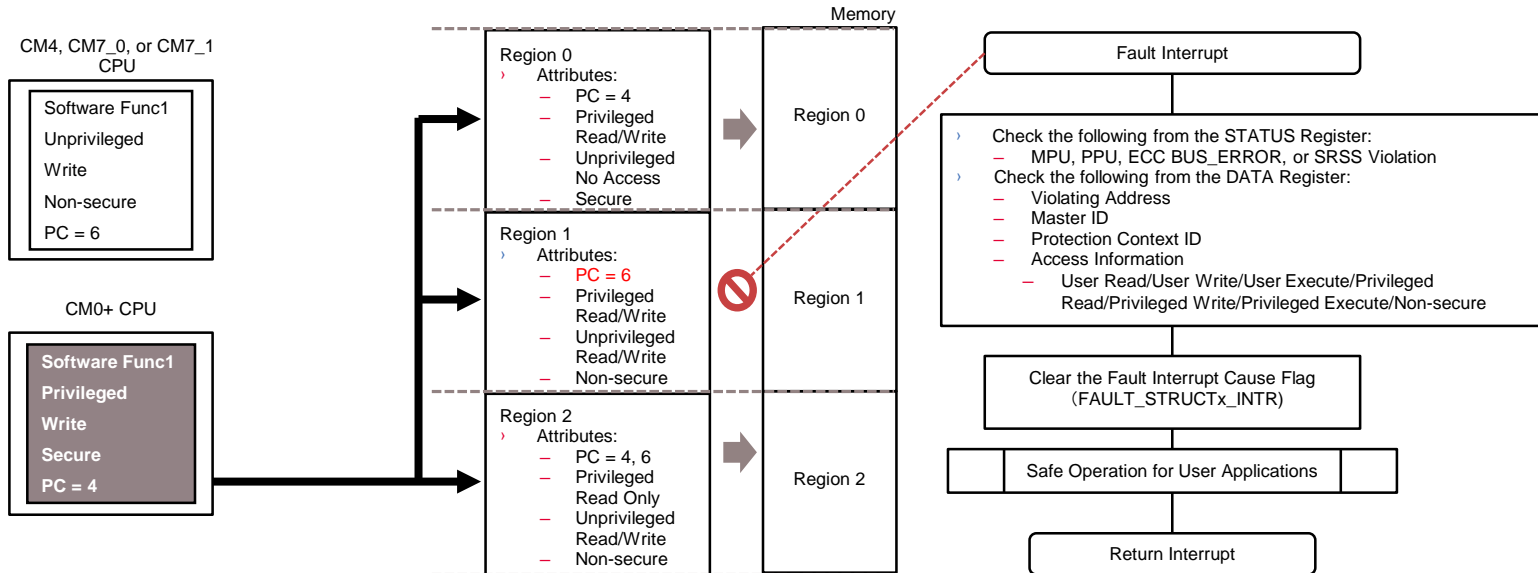 CM4, CM7_0, or CM7_1
CPU
Software Func1
Unprivileged
Write
Non-secure
PC = 6
CM0+ CPU
Software Func1
Privileged
Write
Secure
PC = 4
Region 0
› Attributes:
– PC = 4
– Privileged
Read/Write
– Unprivileged
No Access
– Secure
Region 1
› Attributes:
– PC = 6
– Privileged
Read/Write
– Unprivileged
Read/Write
– Non-secure
Region 2
› Attributes:
– PC = 4, 6
– Privileged
Read Only
– Unprivileged
Read/Write
– Non-secure
Memory
Region 0
Region 1
Region 2
Fault Interrupt
› Check the following from the STATUS Register:
– MPU, PPU, ECC BUS_ERROR, or SRSS Violation
› Check the following from the DATA Register:
– Violating Address
– Master ID
– Protection Context ID
– Access Information
– User Read/User Write/User Execute/Privileged
Read/Privileged Write/Privileged Execute/Non-secure
Clear the Fault Interrupt Cause Flag
（FAULT_STRUCTx_INTR)
Safe Operation for User Applications
Return Interrupt